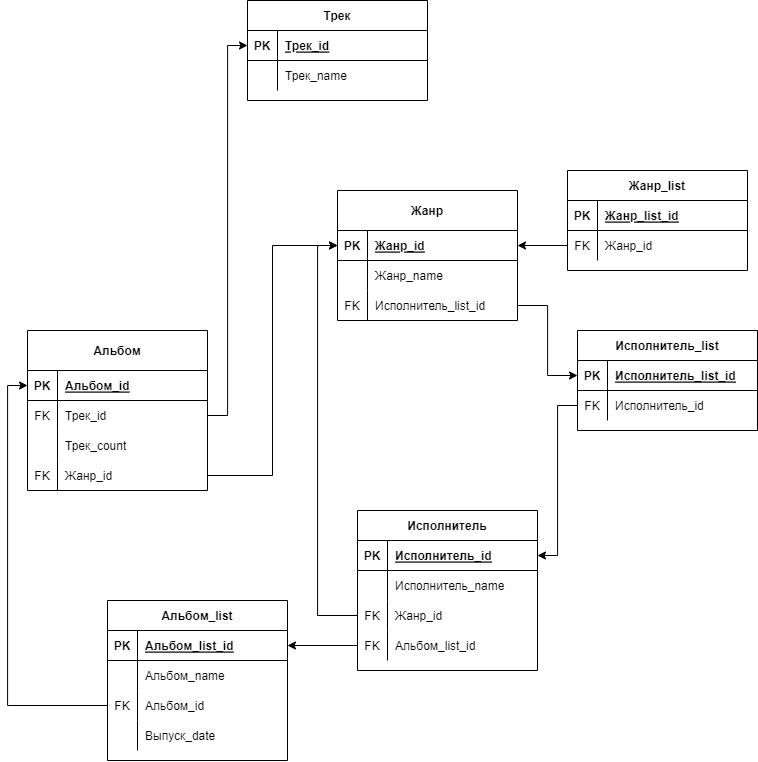 Трек
PK Трек_id
Трек_name
Жанр_list
PK Жанр_list_id
FK Жанр_id
Жанр
PK Жанр_id
Жанр_name
FK Исполнитель_list_id
Исполнитель_list
PK Исполнитель_list_id
FK Исполнитель_id
Альбом
PK Альбом_id
FK Трек_id
Трек_count
FK Жанр_id
Исполнитель
PK Исполнитель_id
Исполнитель_name
FK Жанр_id
FK Альбом_list_id
Альбом_list
PK Альбом_list_id
Альбом_name
FK Альбом_id
Выпуск_date